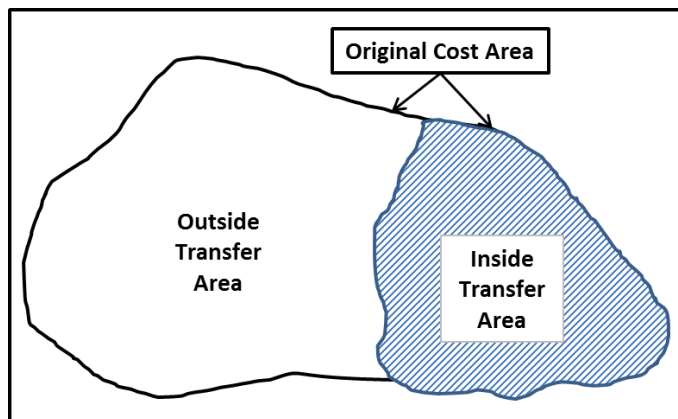 Original Cost Area
Outside
Transfer
Area
Inside
Transfer
Area